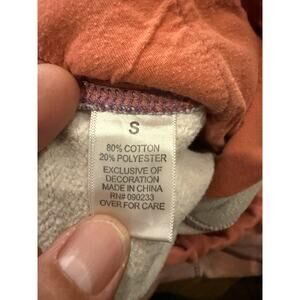 S
80% COTTON
20% POLYESTER
EXCLUSIVE OF
DECORATION
MADE IN CHINA
RN# 090233
OVER FOR CARE